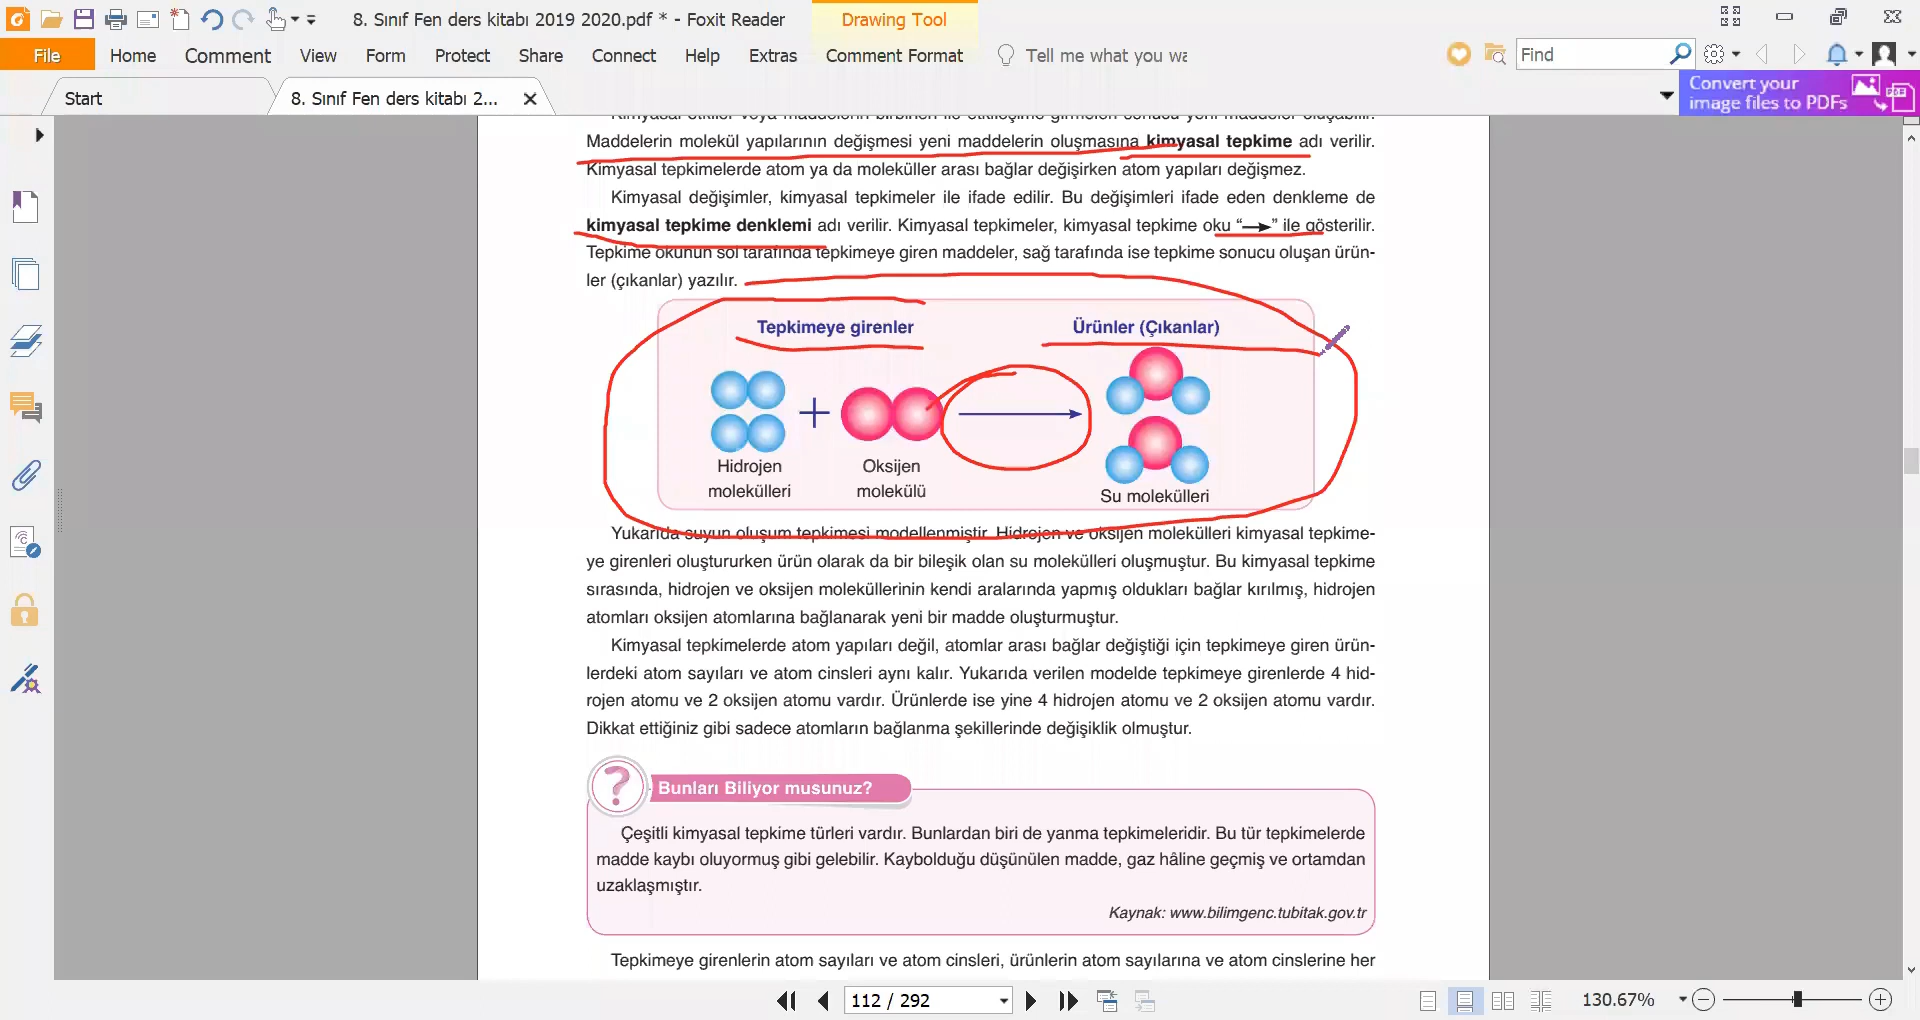 8. Sınıf Fen ders kitabı 2019 2020.pdf * - Foxit Reader
Drawing Tool
File Home Comment View Form Protect Share Connect Help Extras Comment Format Tell me what you wa
Find
Start
8. Sınıf Fen ders kitabı 2...
Convert your
image files to PDFs
Kimyasal etkiler veya maddelerin birbirleri ile etkileşime girmeleri sonucu yeni maddeler oluşabilir.
Maddelerin molekül yapılarının değişmesi yeni maddelerin oluşmasına kimyasal tepkime adı verilir.
Kimyasal tepkimelerde atom ya da moleküller arası bağlar değişirken atom yapıları değişmez.
Kimyasal değişimler, kimyasal tepkimeler ile ifade edilir. Bu değişimleri ifade eden denkleme de
kimyasal tepkime denklemi adı verilir. Kimyasal tepkimeler, kimyasal tepkime oku “→” ile gösterilir.
Tepkime okunun sol tarafında tepkimeye giren maddeler, sağ tarafında ise tepkime sonucu oluşan ürün-
ler (çıkanlar) yazılır.
Tepkimeye girenler
Ürünler (Çıkanlar)
+
Hidrojen
molekülleri
Oksijen
molekülü
Su molekülleri
Yukarıda suyun oluşum tepkimesi modellenmiştir. Hidrojen ve oksijen molekülleri kimyasal tepkime-
ye girenleri oluştururken ürün olarak da bir bileşik olan su molekülleri oluşmuştur. Bu kimyasal tepkime
sırasında, hidrojen ve oksijen moleküllerinin kendi aralarında yapmış oldukları bağlar kırılmış, hidrojen
atomları oksijen atomlarına bağlanarak yeni bir madde oluşturmuştur.
Kimyasal tepkimelerde atom yapıları değil, atomlar arası bağlar değiştiği için tepkimeye giren ürün-
lerdeki atom sayıları ve atom cinsleri aynı kalır. Yukarıda verilen modelde tepkimeye girenlerde 4 hid-
rojen atomu ve 2 oksijen atomu vardır. Ürünlerde ise yine 4 hidrojen atomu ve 2 oksijen atomu vardır.
Dikkat ettiğiniz gibi sadece atomların bağlanma şekillerinde değişiklik olmuştur.
?
Bunları Biliyor musunuz?
Çeşitli kimyasal tepkime türleri vardır. Bunlardan biri de yanma tepkimeleridir. Bu tür tepkimelerde
madde kaybı oluyormuş gibi gelebilir. Kaybolduğu düşünülen madde, gaz hâline geçmiş ve ortamdan
uzaklaşmıştır.
Kaynak: www.bilimgenc.tubitak.gov.tr
Tepkimeye girenlerin atom sayıları ve atom cinsleri, ürünlerin atom sayılarına ve atom cinslerine her
112 / 292
130.67%